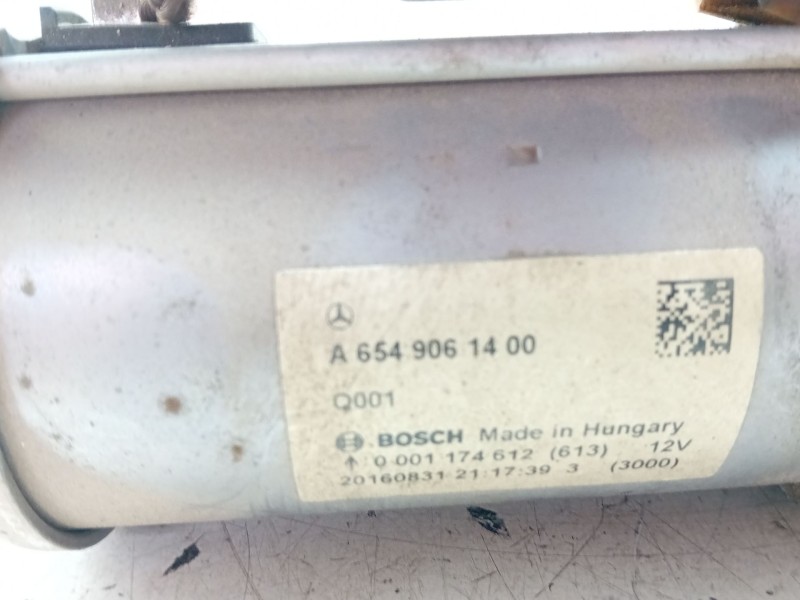 A 654 906 14 00
Q001
BOSCH Made in Hungary
0 001 174 612 (613) 12V
20160831 21:17:39 3 (3000)